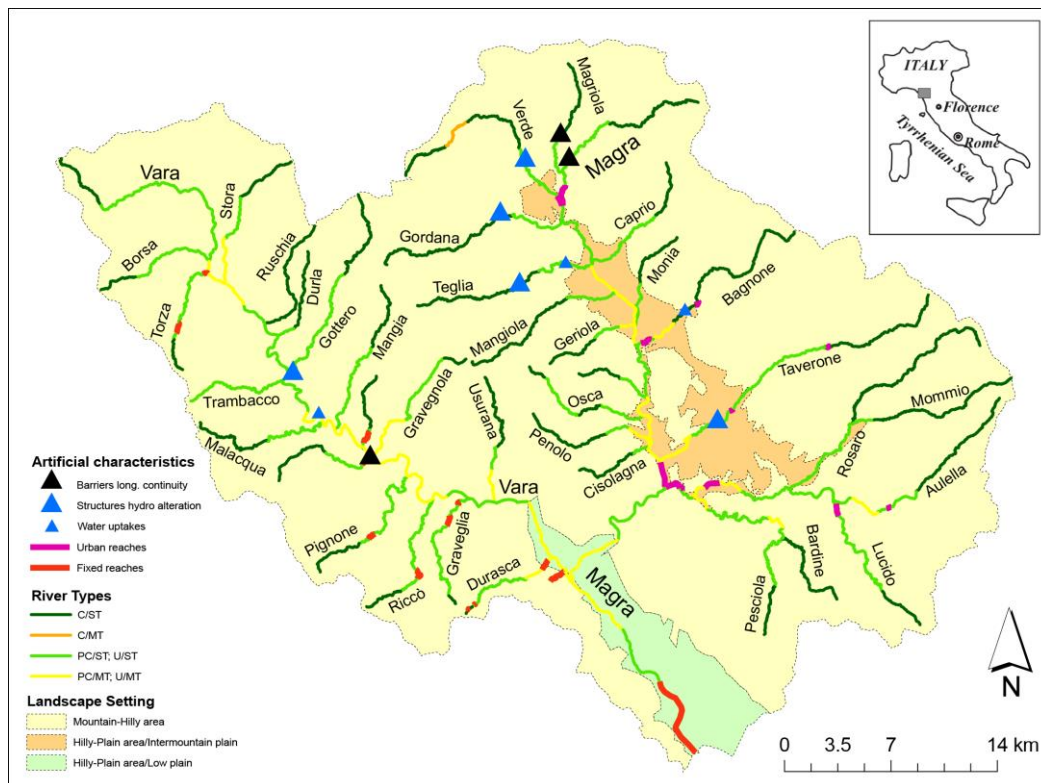 ITALY
Florence
Rome
Tyrrhenian Sea
Magriola
Verde
Magra
Vara
Stora
Caprio
Borsa
Ruschia
Gordana
Monia
Durla
Teglia
Bagnone
Torza
Gottero
Mangia
Mangiola
Geriola
Taverone
Trambacco
Gravegnola
Usurana
Osca
Mommio
Malacqua
Penolo
Rosaro
Cisolagna
Aulella
Vara
Pignone
Graveglia
Bardine
Riccò
Durasca
Magra
Pesciola
Lucido
Artificial characteristics
Barriers long. continuity
Structures hydro alteration
Water uptakes
Urban reaches
Fixed reaches
River Types
C/ST
C/MT
PC/ST; U/ST
PC/MT; U/MT
Landscape Setting
Mountain-Hilly area
Hilly-Plain area/Intermountain plain
Hilly-Plain area/Low plain
N
0 3.5 7 14 km